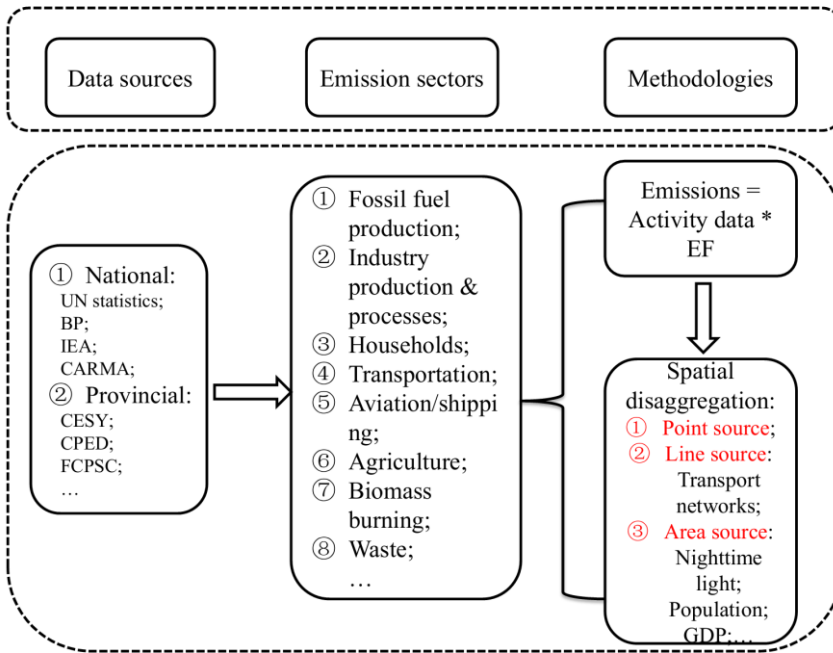 Data sources
Emission sectors
Methodologies
① National:
UN statistics;
BP;
IEA;
CARMA;
② Provincial:
CESY;
CPED;
FCPSC;
…
① Fossil fuel
production;
② Industry
production &
processes;
③ Households;
④ Transportation;
⑤ Aviation/shippi
ng;
⑥ Agriculture;
⑦ Biomass
burning;
⑧ Waste;
…
Emissions =
Activity data *
EF
Spatial
disaggregation:
① Point source;
② Line source:
Transport
networks;
③ Area source:
Nighttime
light;
Population;
GDP;…